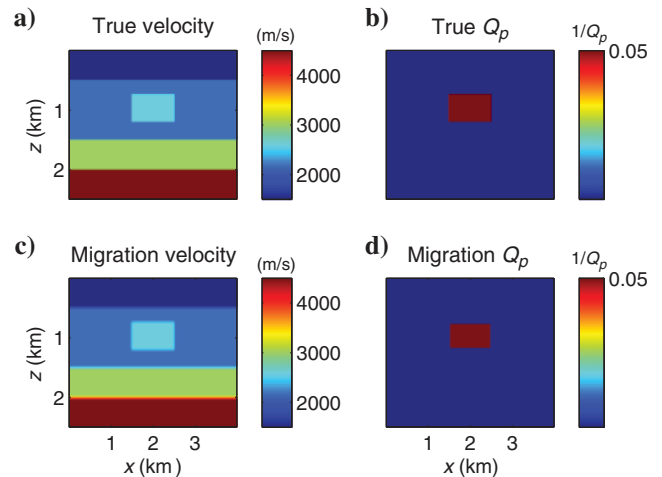 a) True velocity (m/s)
4000
3000
2000
z (km)
1
2
b) True Qp 1/Qp 0.05
c) Migration velocity (m/s)
4000
3000
2000
z (km)
1
2
1 2 3
x (km)
d) Migration Qp 1/Qp 0.05
1 2 3
x (km)